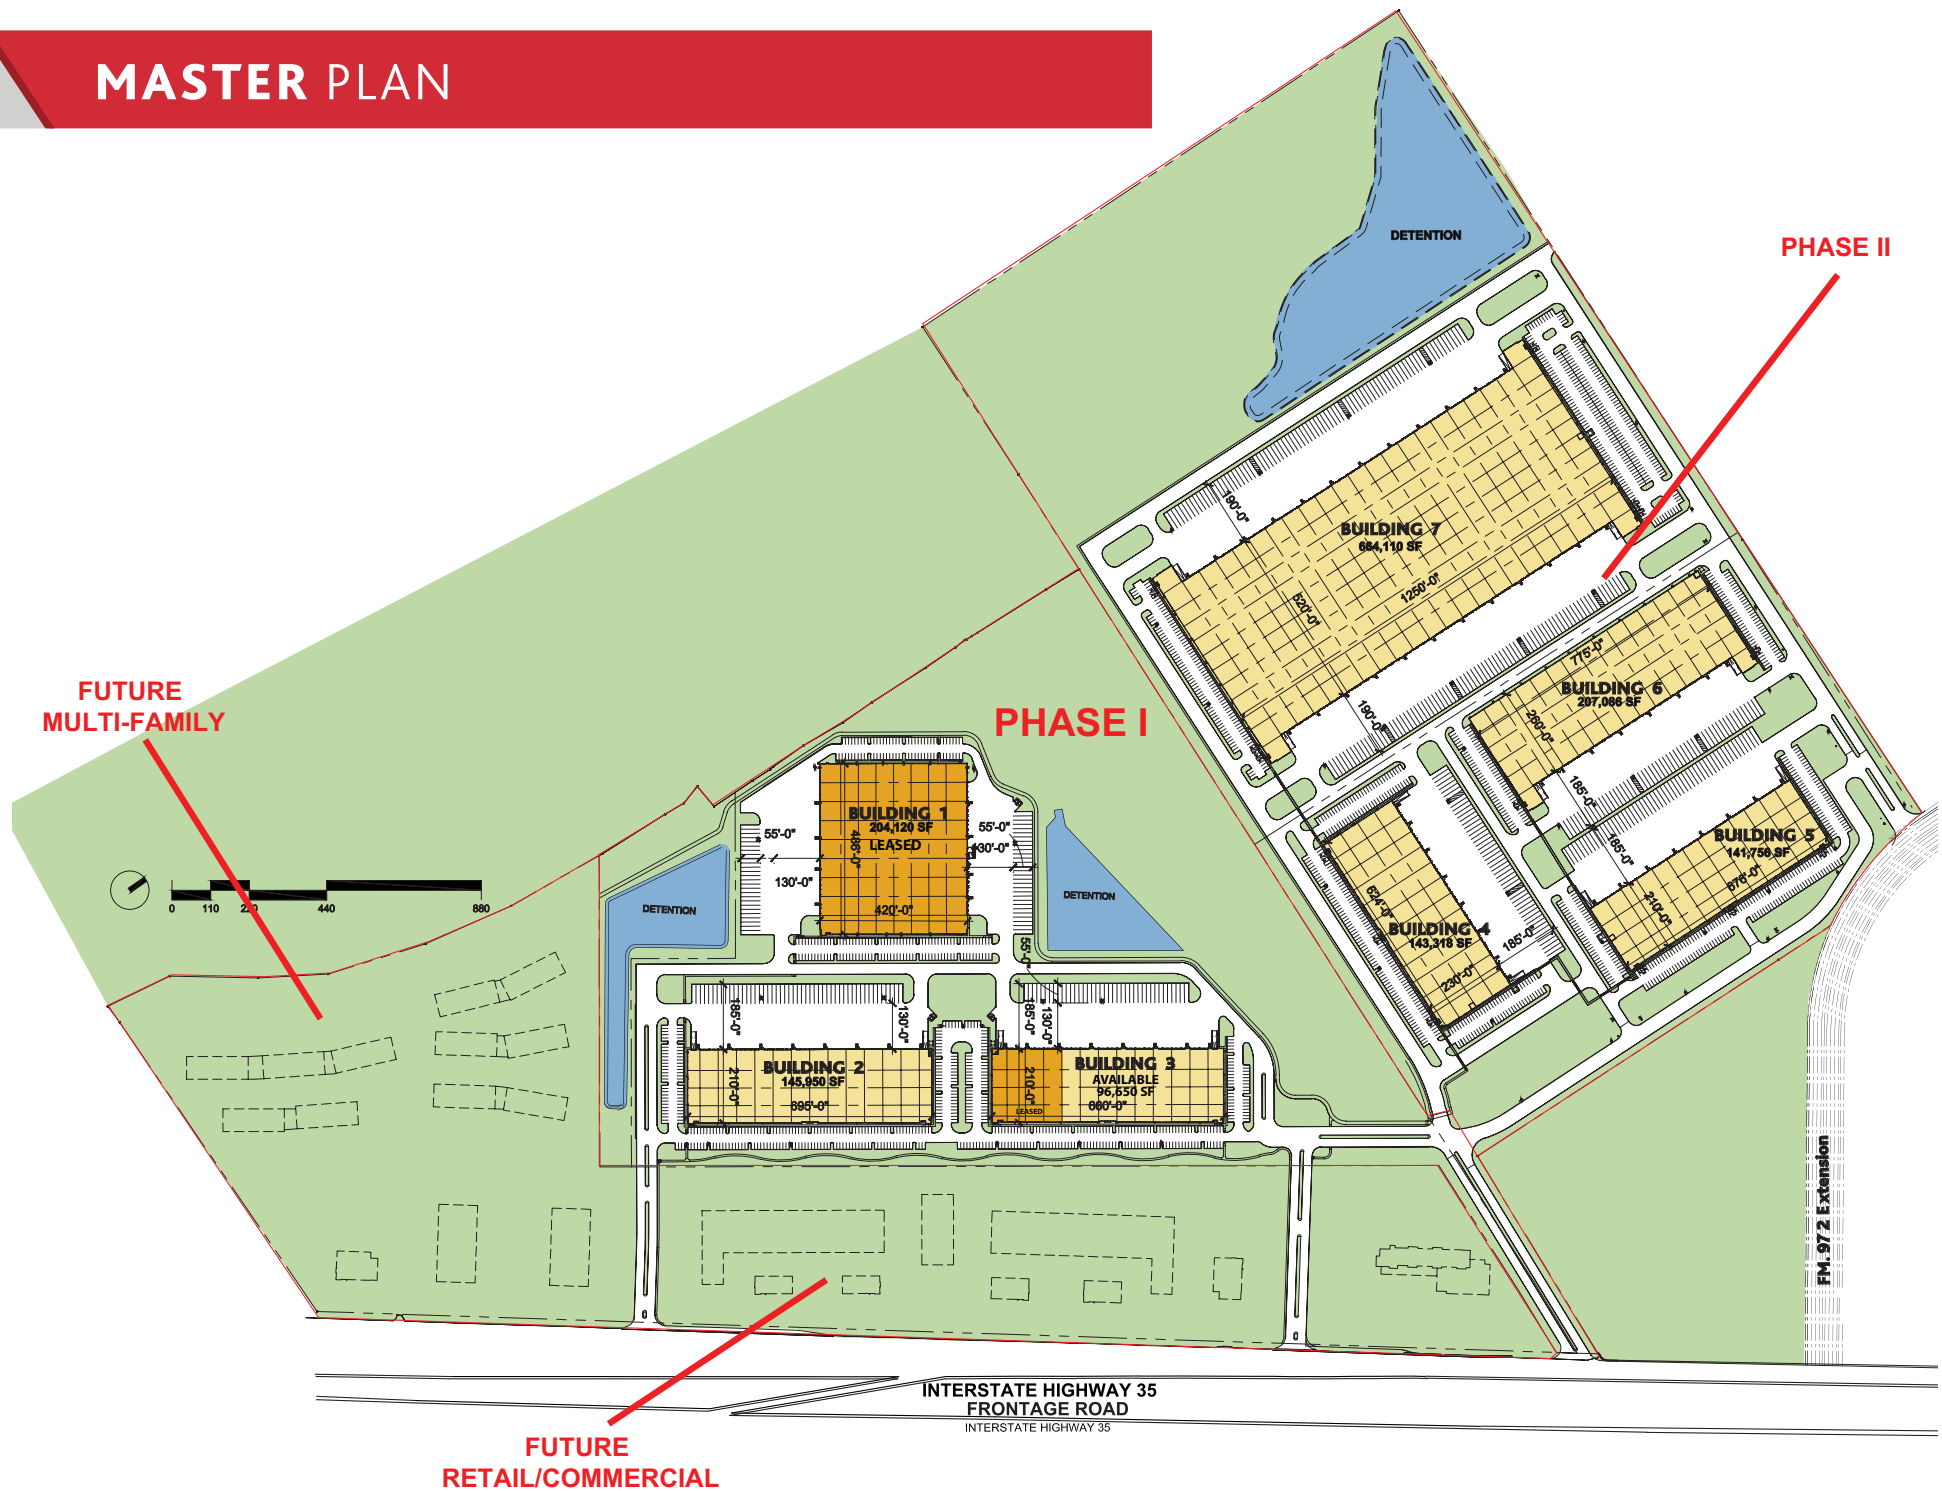 MASTER PLAN
DETENTION
PHASE II
190'-0"
BUILDING 7
664,110 SF
1250'-0"
520'-0"
190'-0"
775'-0"
BUILDING 6
207,086 SF
260'-0"
185'-0"
185'-0"
BUILDING 5
141,756 SF
676'-0"
210'-0"
624'-0"
BUILDING 4
143,318 SF
185'-0"
230'-0"
FUTURE
MULTI-FAMILY
PHASE I
0 110 220 440 880
BUILDING 1
204,120 SF
LEASED
486'-0"
420'-0"
55'-0"
130'-0"
55'-0"
130'-0"
DETENTION
DETENTION
55'-0"
185'-0"
130'-0"
185'-0"
130'-0"
BUILDING 2
145,950 SF
210'-0"
695'-0"
BUILDING 3
AVAILABLE
96,650 SF
210'-0"
LEASED
660'-0"
FM. 972 Extension
INTERSTATE HIGHWAY 35
FRONTAGE ROAD
INTERSTATE HIGHWAY 35
FUTURE
RETAIL/COMMERCIAL